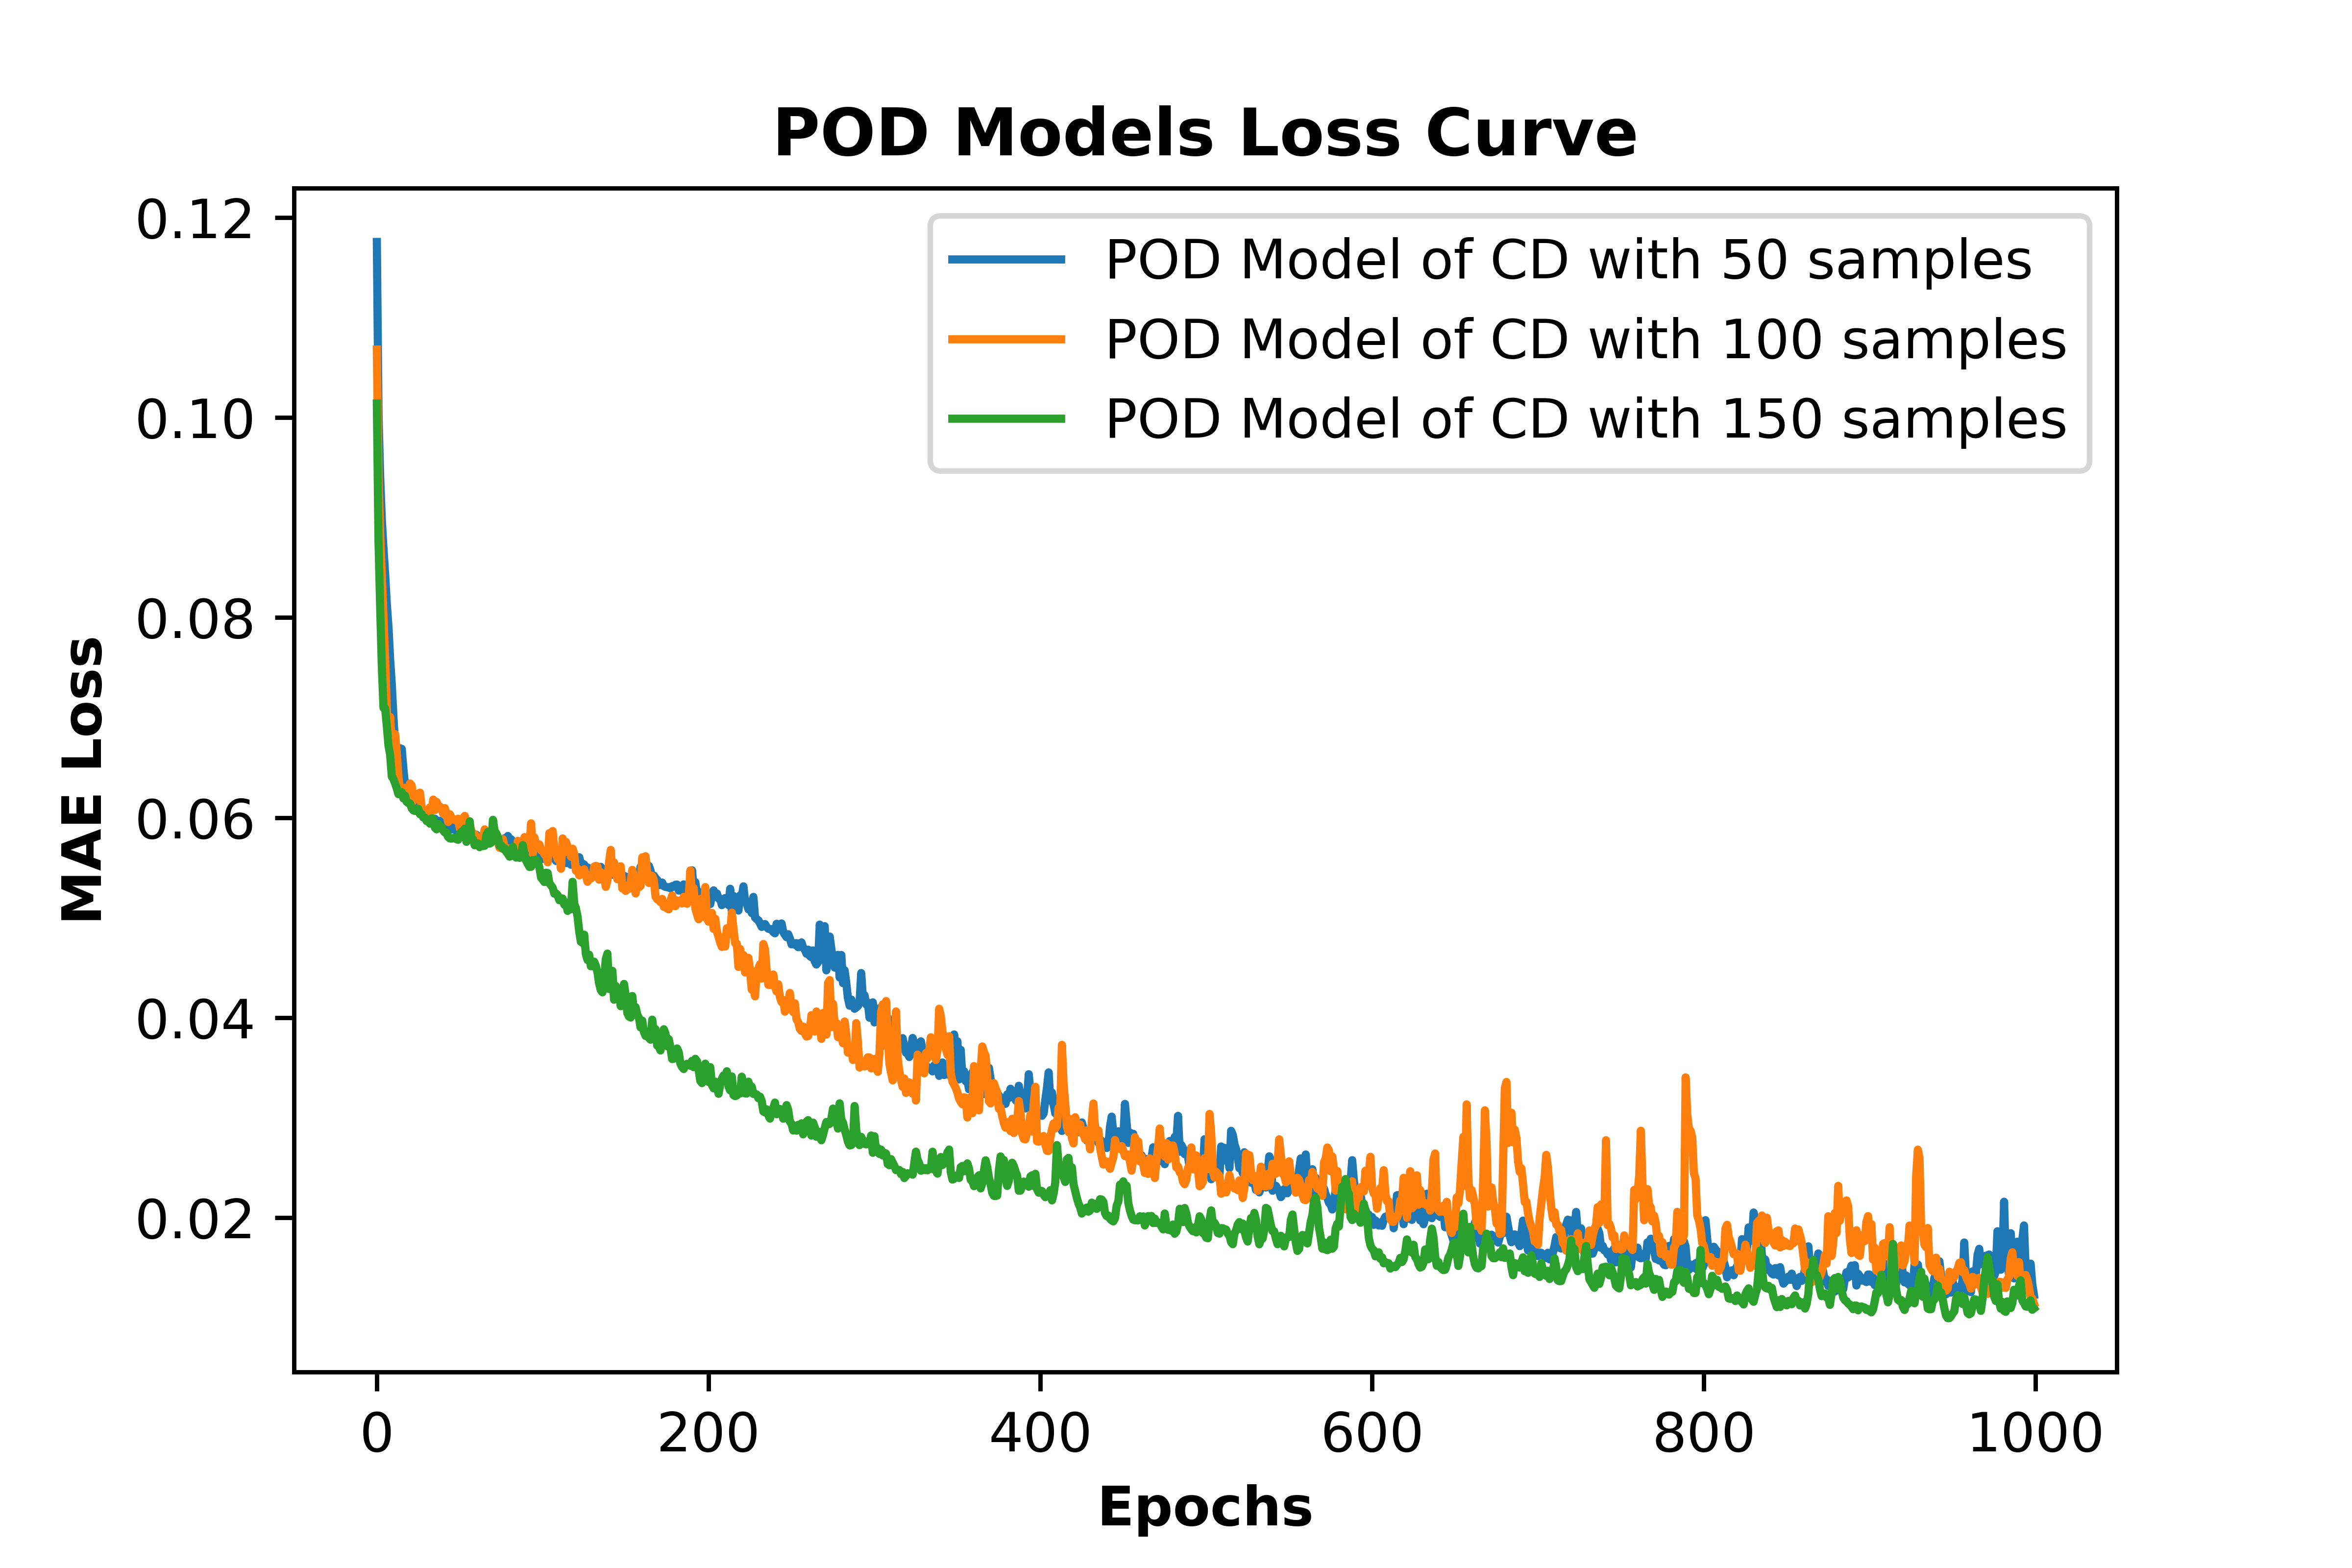 POD Models Loss Curve
0.12
0.10
0.08
0.06
0.04
0.02
MAE Loss
POD Model of CD with 50 samples
POD Model of CD with 100 samples
POD Model of CD with 150 samples
0 200 400 600 800 1000
Epochs